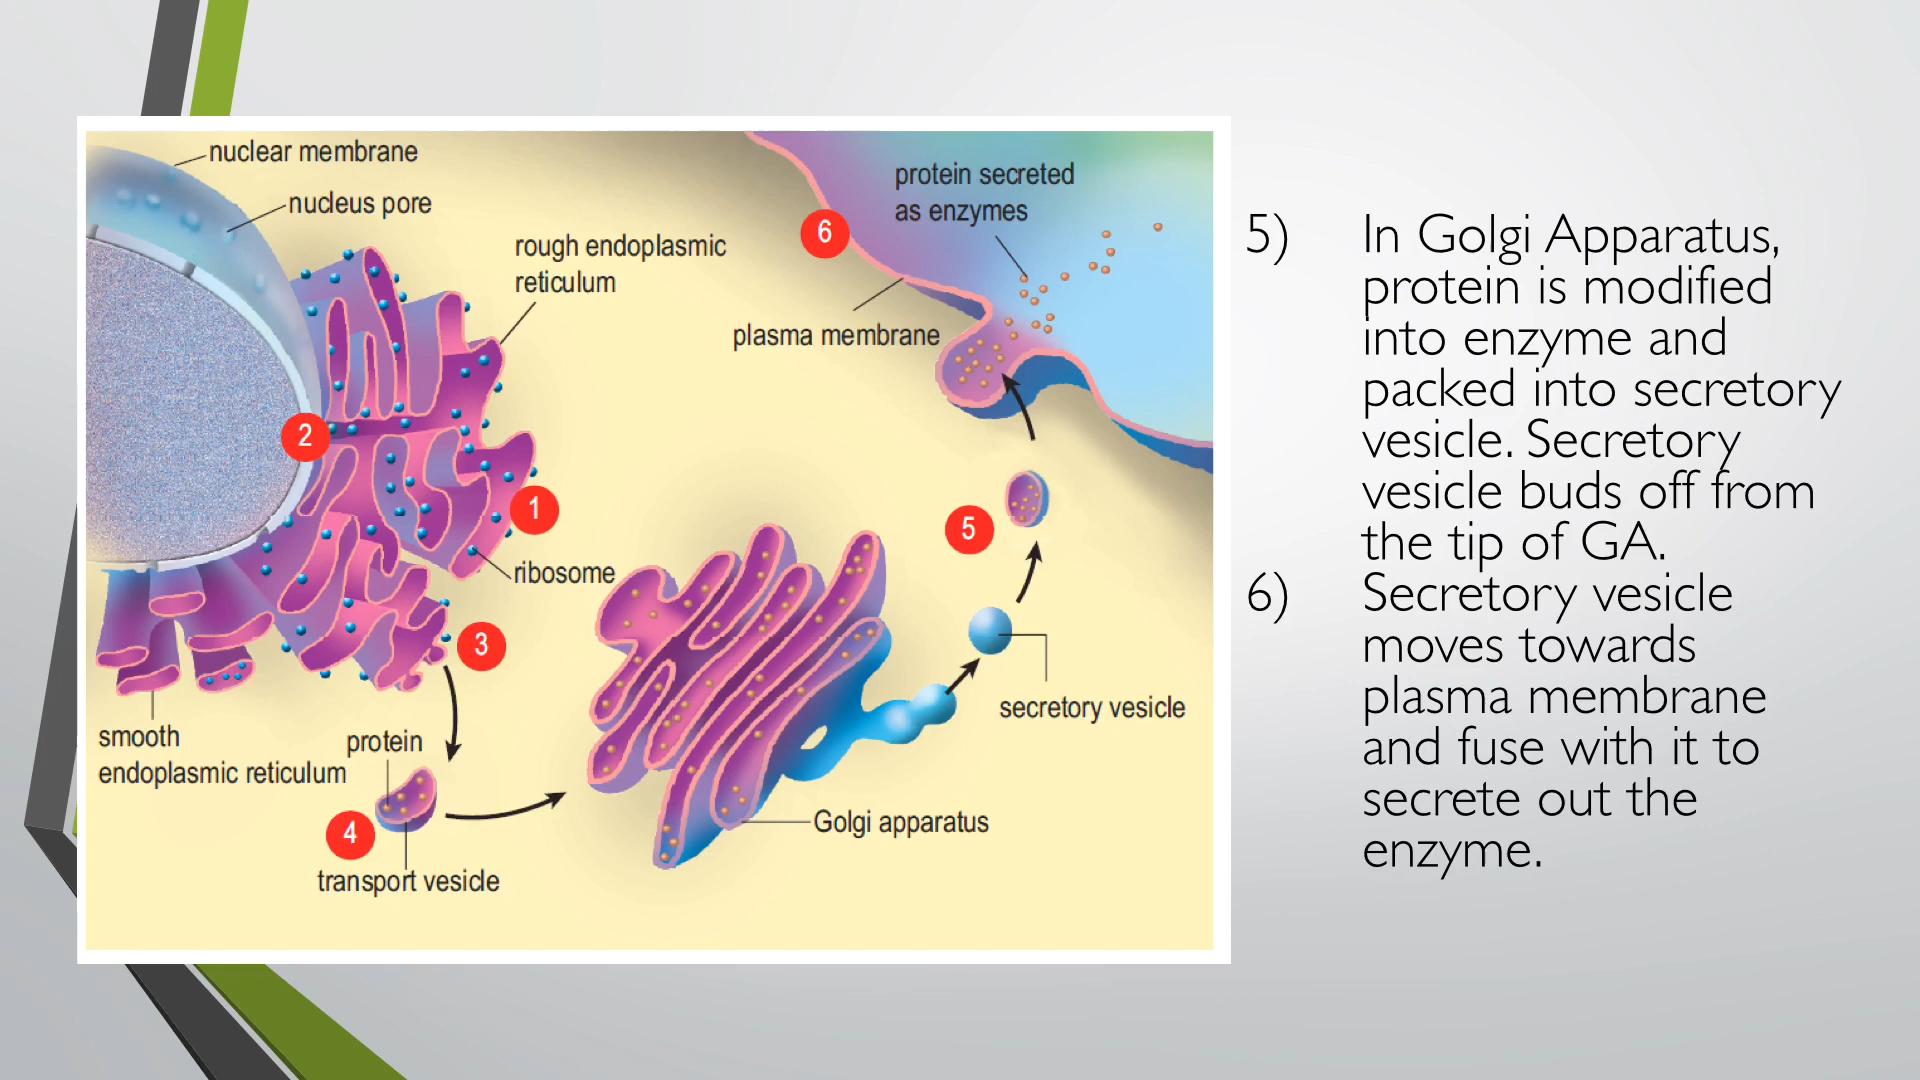 nuclear membrane
nucleus pore
rough endoplasmic
reticulum
protein secreted
as enzymes
6
plasma membrane
2
1
ribosome
5
3
smooth
endoplasmic reticulum
protein
4
transport vesicle
secretory vesicle
Golgi apparatus
5) In Golgi Apparatus,
protein is modified
into enzyme and
packed into secretory
vesicle. Secretory
vesicle buds off from
the tip of GA.
6) Secretory vesicle
moves towards
plasma membrane
and fuse with it to
secrete out the
enzyme.